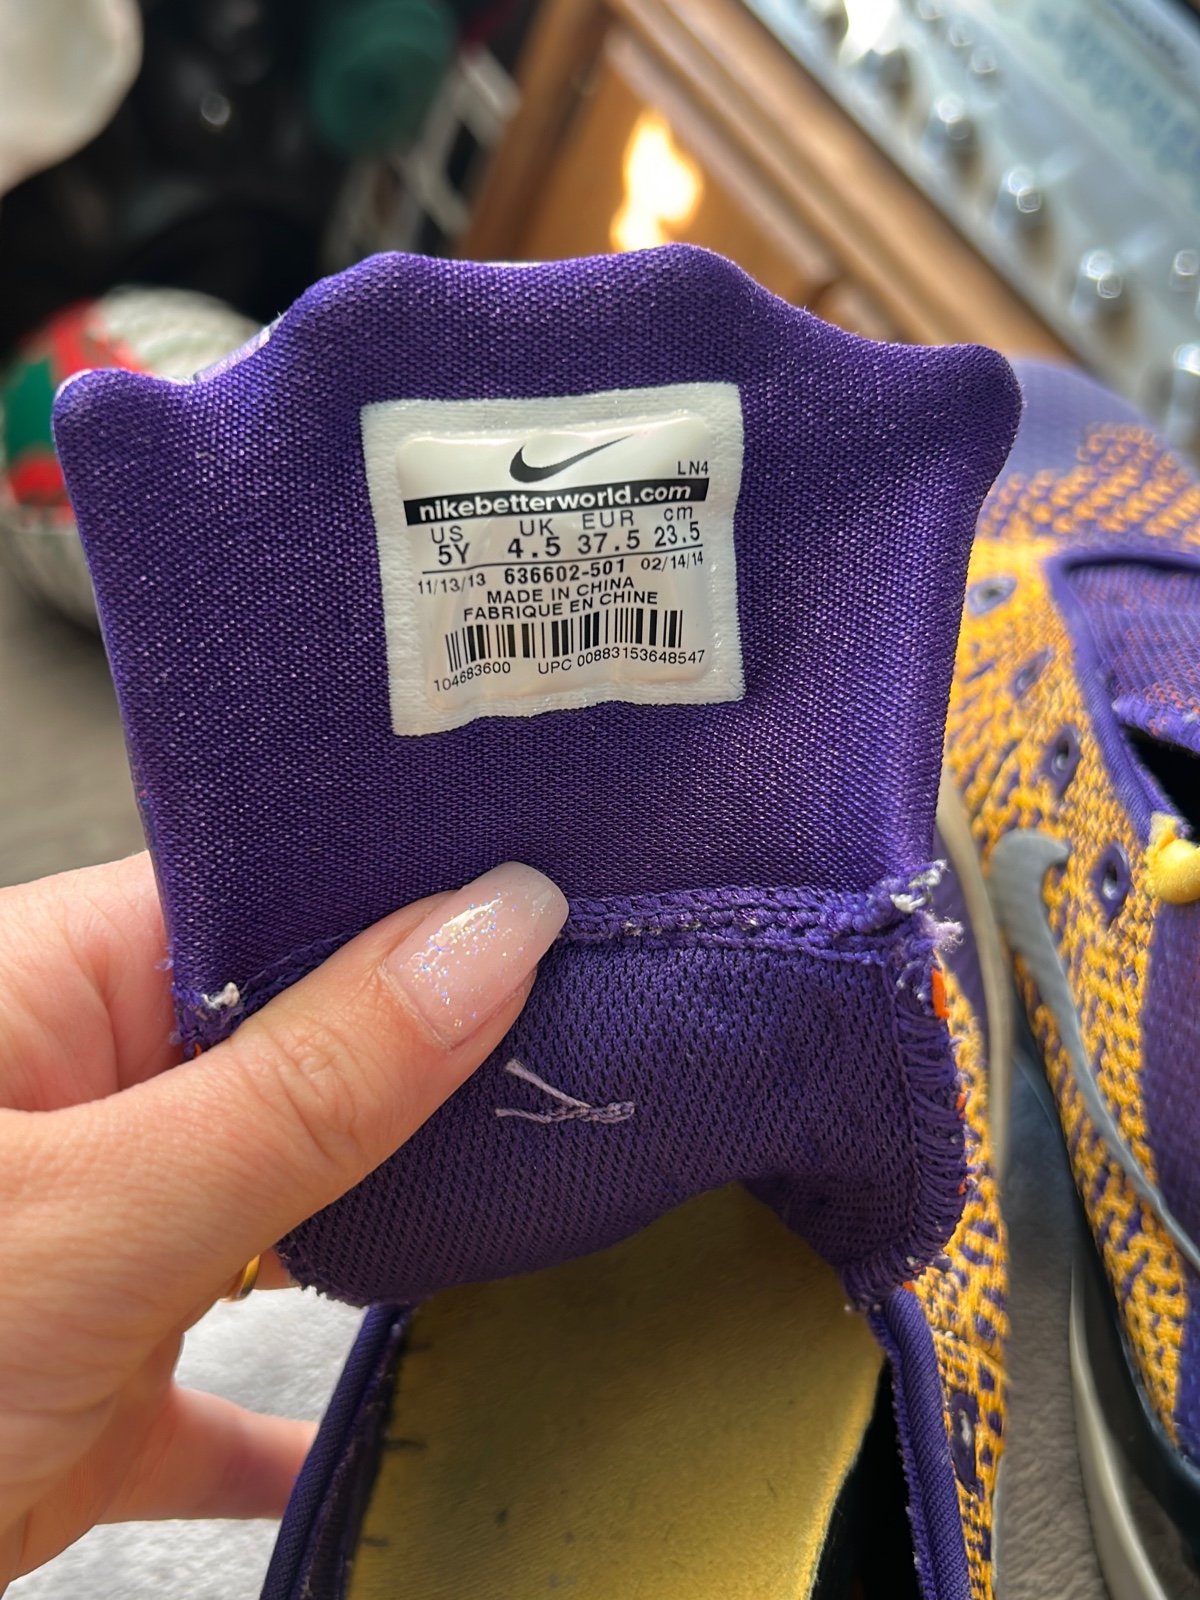 LN4
nikebetterworld.com
US UK EUR cm
5Y 4.5 37.5 23.5
11/13/13 636602-501 02/14/14
MADE IN CHINA
FABRIQUE EN CHINE
104683600 UPC 00883153648547